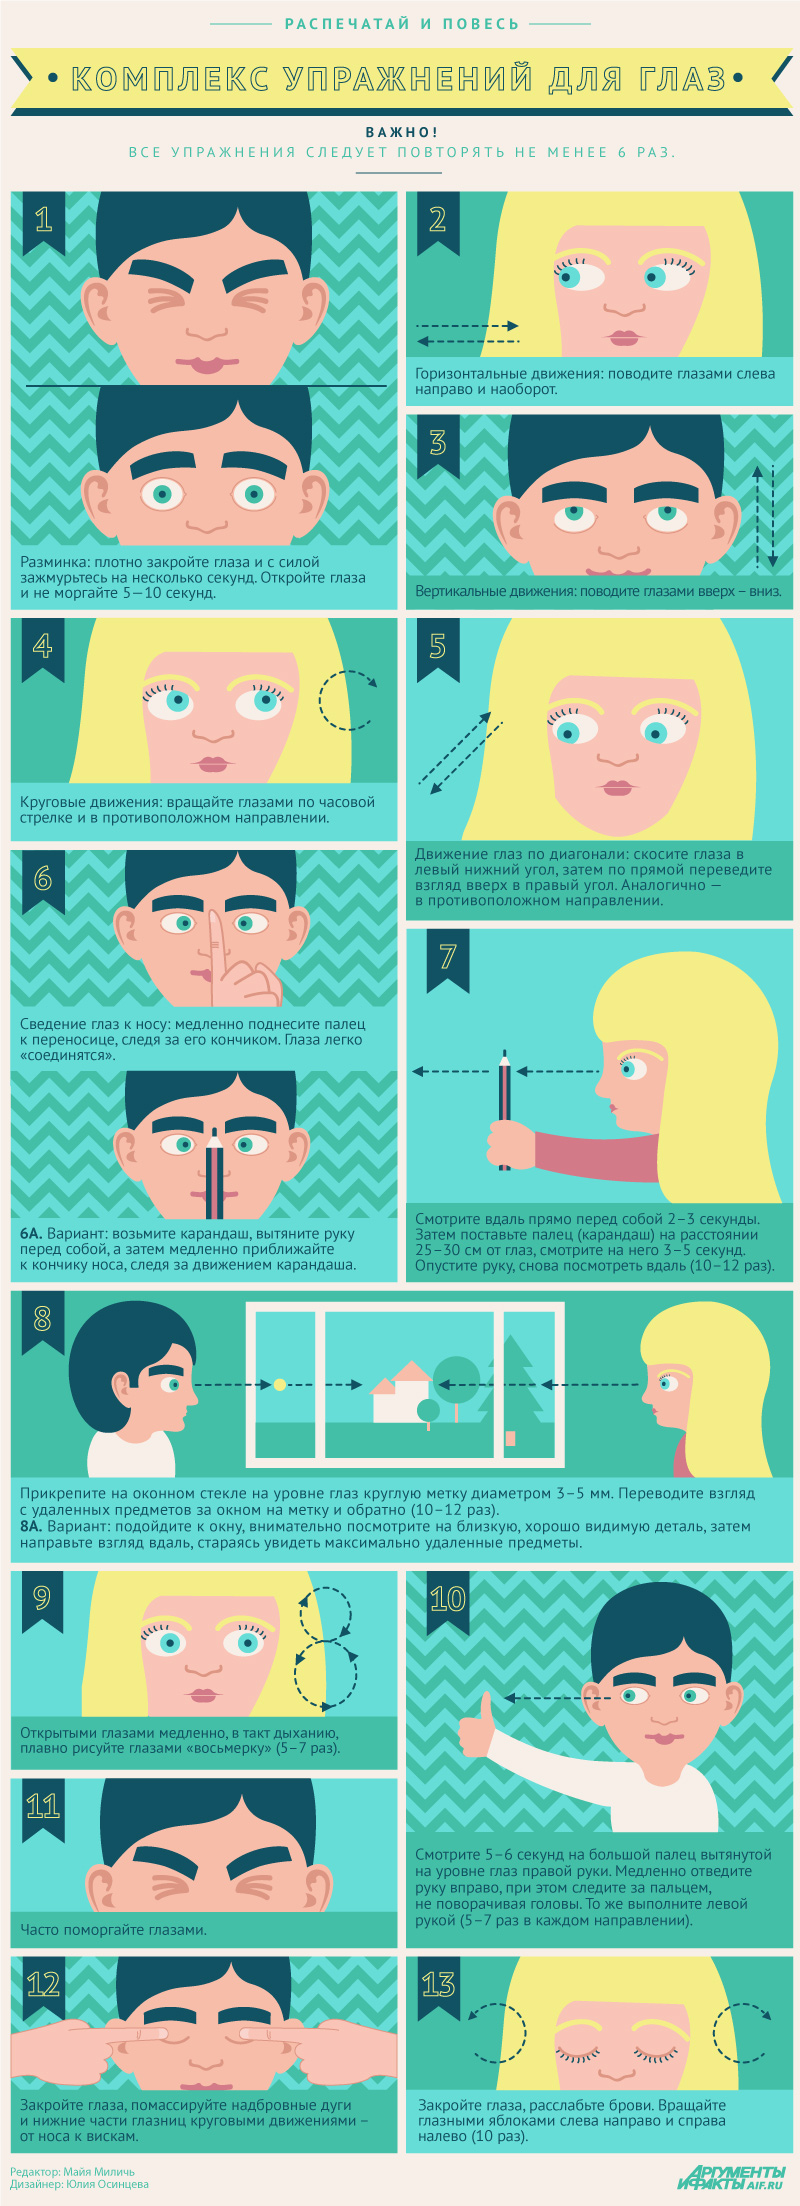 РАСПЕЧАТАЙ И ПОВЕСЬ
КОМПЛЕКС УПРАЖНЕНИЙ ДЛЯ ГЛАЗ
ВАЖНО!
ВСЕ УПРАЖНЕНИЯ СЛЕДУЕТ ПОВТОРЯТЬ НЕ МЕНЕЕ 6 РАЗ.
1
Разминка: плотно закройте глаза и с силой
зажмурьтесь на несколько секунд. Откройте глаза
и не моргайте 5—10 секунд.
2
Горизонтальные движения: поводите глазами слева
направо и наоборот.
3
Вертикальные движения: поводите глазами вверх – вниз.
4
Круговые движения: вращайте глазами по часовой
стрелке и в противоположном направлении.
5
Движение глаз по диагонали: скосите глаза в
левый нижний угол, затем по прямой переведите
взгляд вверх в правый угол. Аналогично —
в противоположном направлении.
6
Сведение глаз к носу: медленно поднесите палец
к переносице, следя за его кончиком. Глаза легко
«соединятся».
6А. Вариант: возьмите карандаш, вытяните руку
перед собой, а затем медленно приближайте
к кончику носа, следя за движением карандаша.
7
Смотрите вдаль прямо перед собой 2–3 секунды.
Затем поставьте палец (карандаш) на расстоянии
25–30 см от глаз, смотрите на него 3–5 секунд.
Опустите руку, снова посмотреть вдаль (10–12 раз).
8
Прикрепите на оконном стекле на уровне глаз круглую метку диаметром 3–5 мм. Переводите взгляд
с удаленных предметов за окном на метку и обратно (10–12 раз).
8А. Вариант: подойдите к окну, внимательно посмотрите на близкую, хорошо видимую деталь, затем
направьте взгляд вдаль, стараясь увидеть максимально удаленные предметы.
9
Открытыми глазами медленно, в такт дыханию,
плавно рисуйте глазами «восьмерку» (5–7 раз).
10
Смотрите 5–6 секунд на большой палец вытянутой
на уровне глаз правой руки. Медленно отведите
руку вправо, при этом следите за пальцем,
не поворачивая головы. То же выполните левой
рукой (5–7 раз в каждом направлении).
11
Часто поморгайте глазами.
12
Закройте глаза, помассируйте надбровные дуги
и нижние части глазниц круговыми движениями –
от носа к вискам.
13
Закройте глаза, расслабьте брови. Вращайте
глазными яблоками слева направо и справа
налево (10 раз).
Редактор: Майя Миличь
Дизайнер: Юлия Осинцева
АРГУМЕНТЫ
И ФАКТЫ AIF.RU